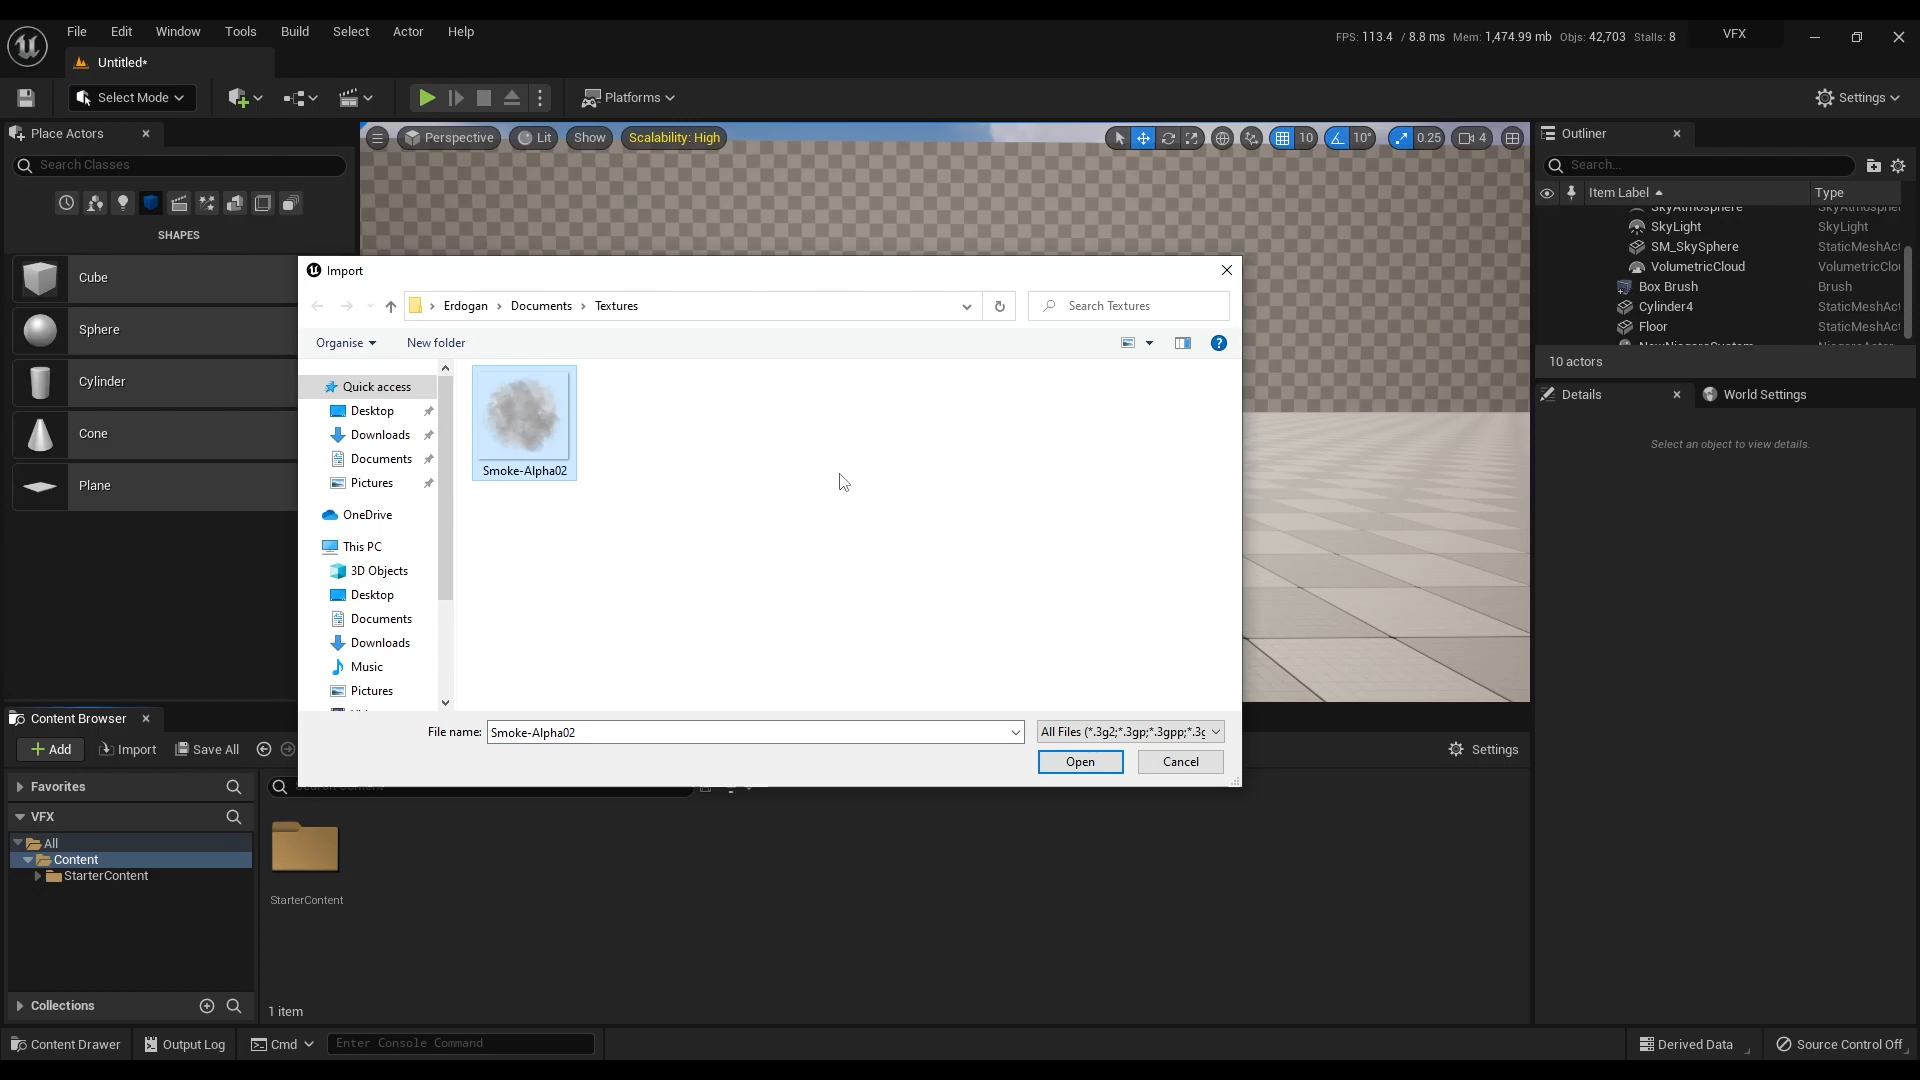 File Edit Window Tools Build Select Actor Help
FPS: 113.4 / 8.8 ms Mem: 1,474.99 mb Objs: 42,703 Stalls: 8
VFX
Untitled*
Select Mode
Platforms
Settings
Place Actors
Search Classes
SHAPES
Cube
Sphere
Cylinder
Cone
Plane
Perspective
Lit
Show
Scalability: High
10
10°
0.25
4
Outliner
Search...
Item Label
Type
SkyAtmosphere
SkyLight SkyLight
SM_SkySphere StaticMeshAct
VolumetricCloud VolumetricClou
Box Brush Brush
Cylinder4 StaticMeshAct
Floor StaticMeshAct
NewNiagaraSystem NiagaraActor
10 actors
Details
World Settings
Select an object to view details.
Import
Erdogan
Documents
Textures
Search Textures
Organise
New folder
Quick access
Desktop
Downloads
Documents
Pictures
OneDrive
This PC
3D Objects
Desktop
Documents
Downloads
Music
Pictures
Smoke-Alpha02
File name: Smoke-Alpha02
All Files (*.3g2;*.3gp;*.3gpp;*.3g
Open
Cancel
Content Browser
Add
Import
Save All
Settings
Favorites
VFX
All
Content
StarterContent
Collections
StarterContent
1 item
Content Drawer
Output Log
Cmd
Enter Console Command
Derived Data
Source Control Off